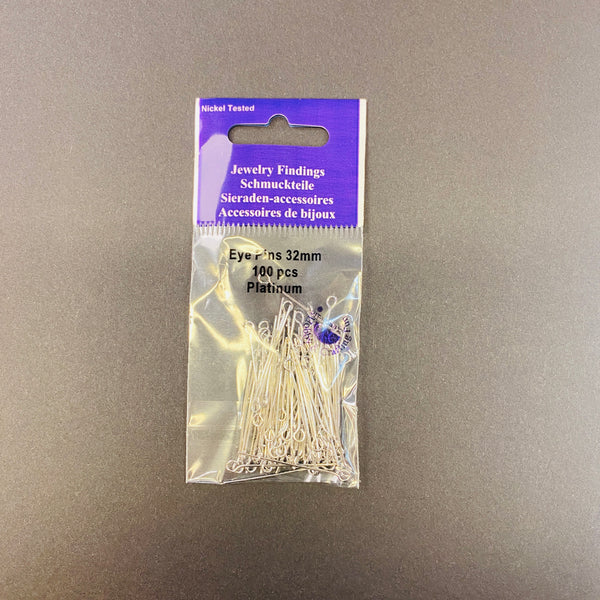 Nickel Tested
Jewelry Findings
Schmuckteile
Sieraden-accessoires
Accessoires de bijoux
Eye Pins 32mm
100 pcs
Platinum